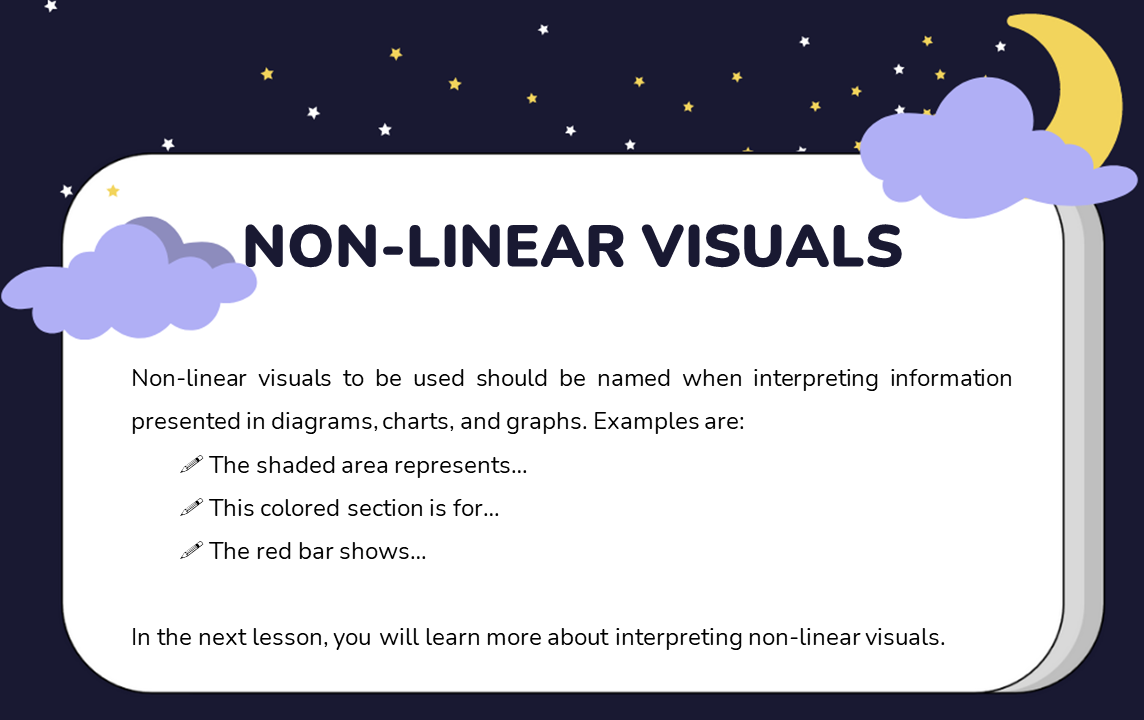 NON-LINEAR VISUALS
Non-linear visuals to be used should be named when interpreting information
presented in diagrams, charts, and graphs. Examples are:
The shaded area represents...
This colored section is for...
The red bar shows...
In the next lesson, you will learn more about interpreting non-linear visuals.